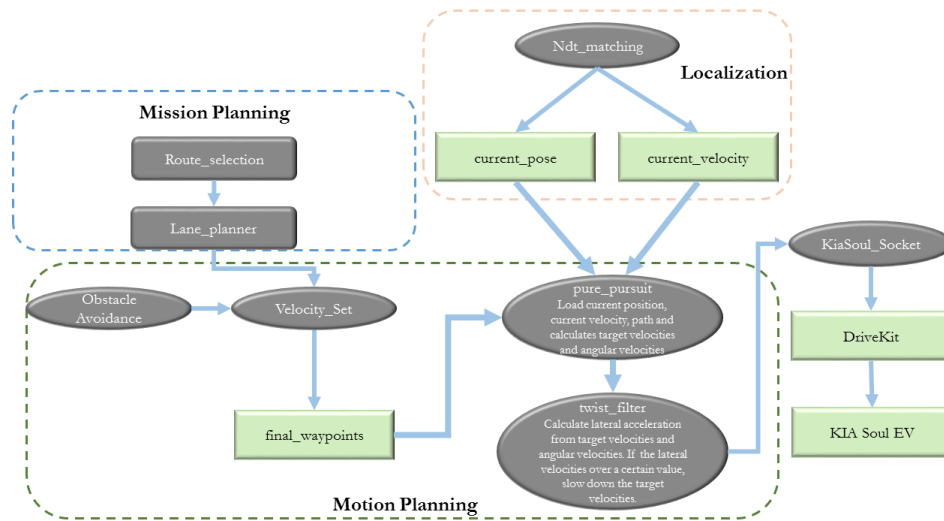 Ndt_matching
Localization
Mission Planning
Route_selection
current_pose
current_velocity
Lane_planner
KiaSoul_Socket
Obstacle
Avoidance
Velocity_Set
pure_pursuit
Load current position,
current velocity, path and
calculates target velocities
and angular velocities
DriveKit
twist_filter
Calculate lateral acceleration
from target velocities and
angular velocities. If the lateral
velocities over a certain value,
slow down the target
velocities.
final_waypoints
KIA Soul EV
Motion Planning